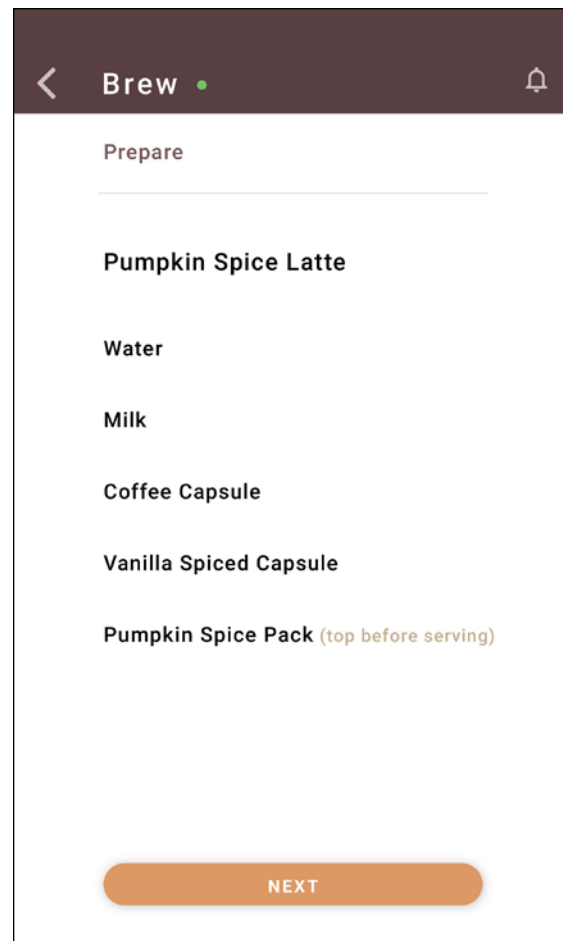 Brew
Prepare
Pumpkin Spice Latte
Water
Milk
Coffee Capsule
Vanilla Spiced Capsule
Pumpkin Spice Pack (top before serving)
NEXT